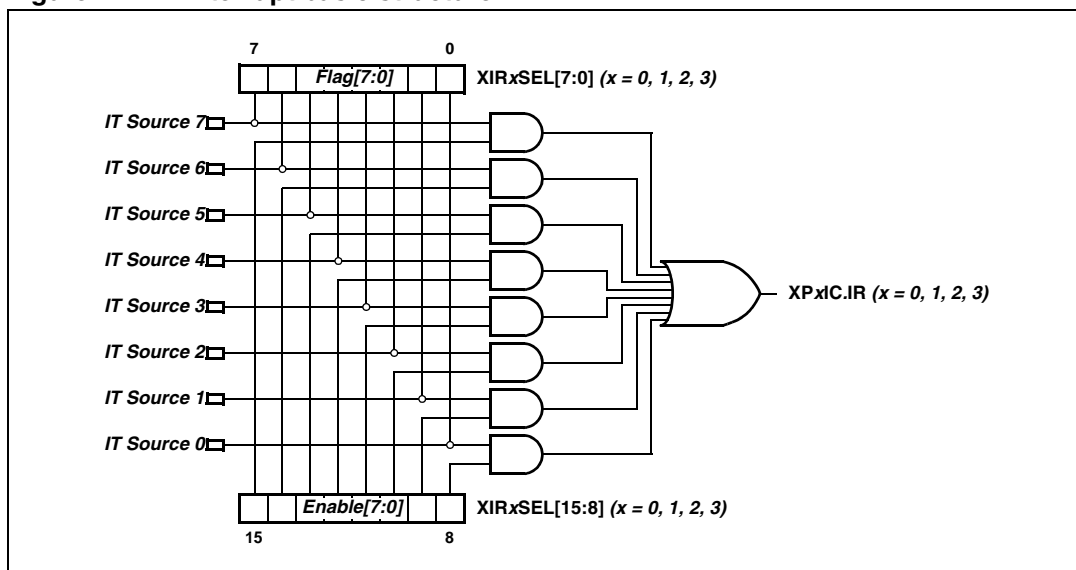 7 0
Flag[7:0] XIRxSEL[7:0] (x = 0, 1, 2, 3)
IT Source 7
IT Source 6
IT Source 5
IT Source 4
IT Source 3
XPxIC.IR (x = 0, 1, 2, 3)
IT Source 2
IT Source 1
IT Source 0
Enable[7:0] XIRxSEL[15:8] (x = 0, 1, 2, 3)
15 8